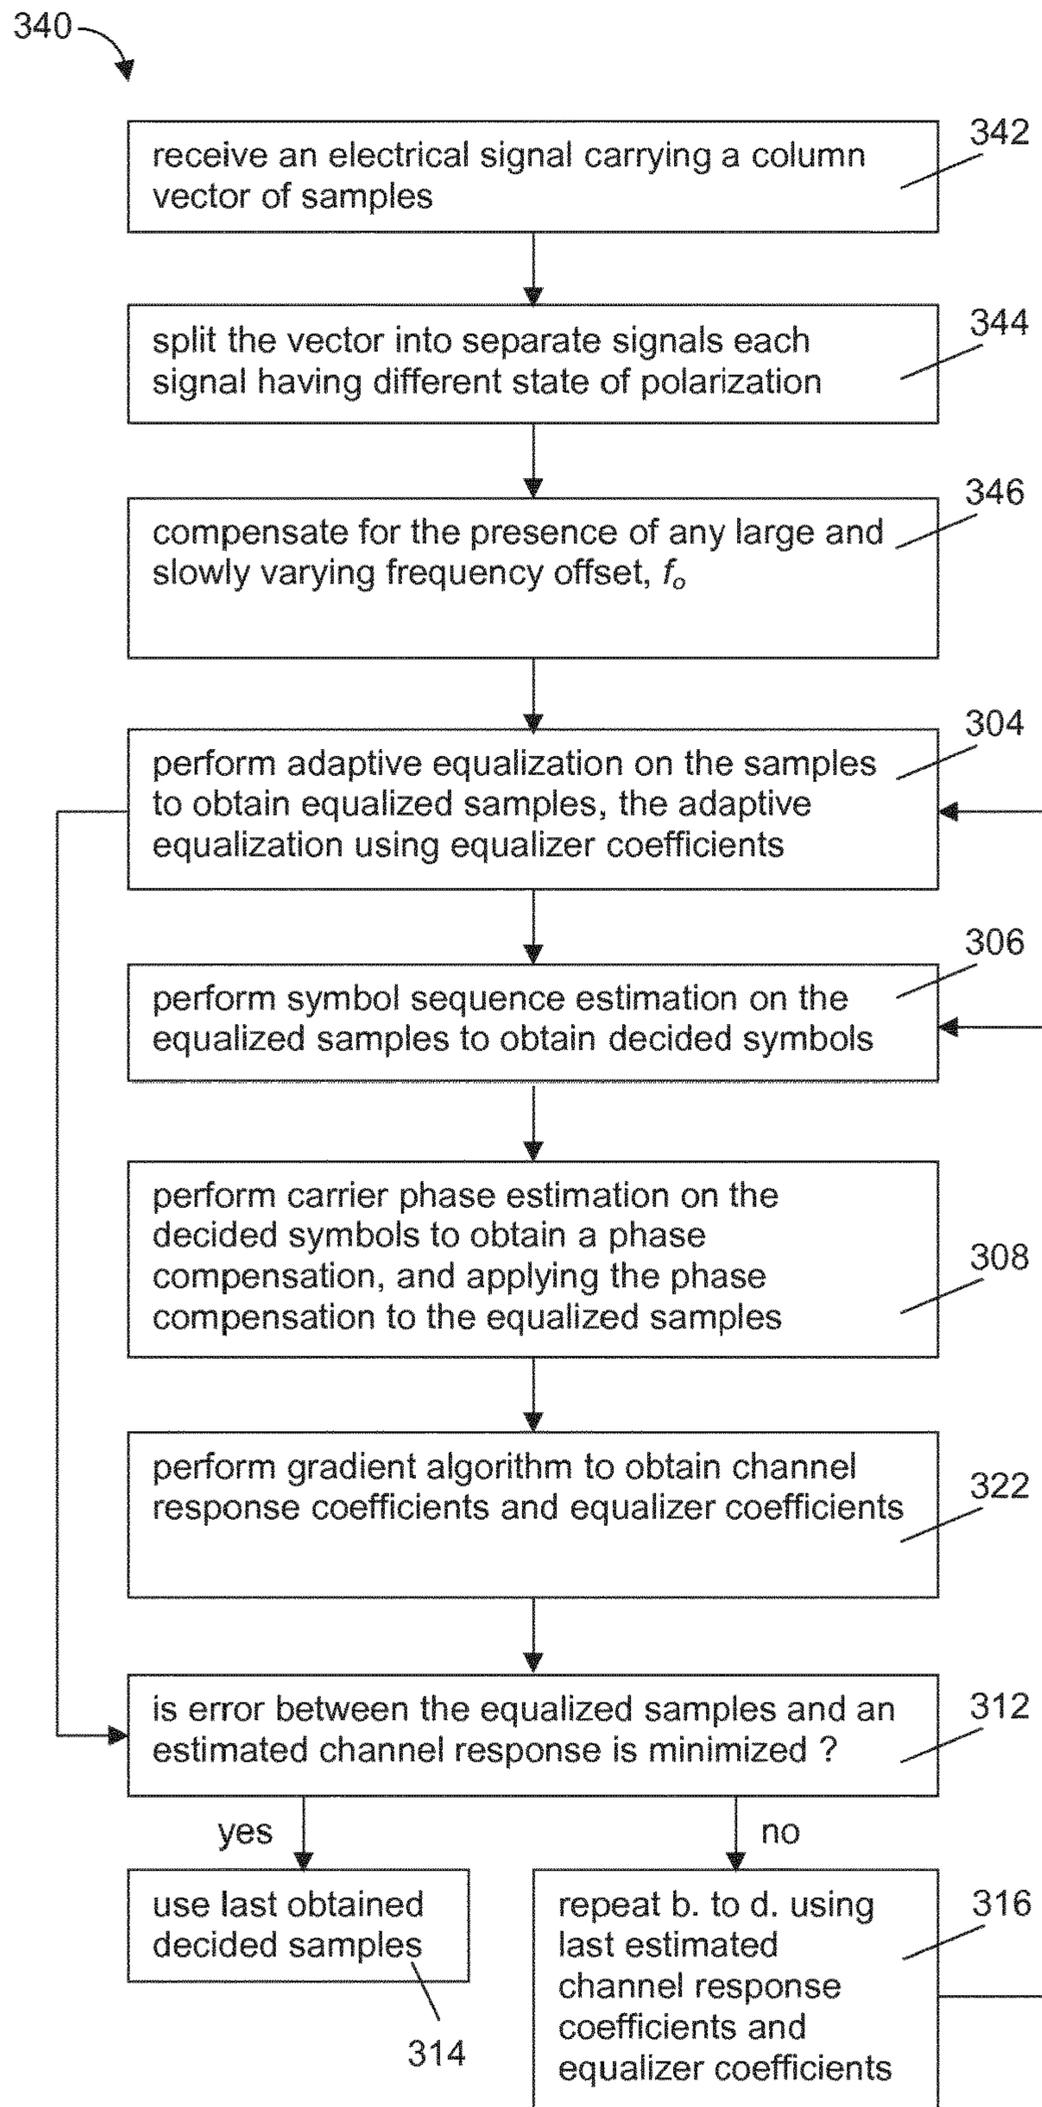 340
342
receive an electrical signal carrying a column
vector of samples
344
split the vector into separate signals each
signal having different state of polarization
346
compensate for the presence of any large and
slowly varying frequency offset, fo
304
perform adaptive equalization on the samples
to obtain equalized samples, the adaptive
equalization using equalizer coefficients
306
perform symbol sequence estimation on the
equalized samples to obtain decided symbols
perform carrier phase estimation on the
decided symbols to obtain a phase
compensation, and applying the phase
compensation to the equalized samples
308
perform gradient algorithm to obtain channel
response coefficients and equalizer coefficients
322
is error between the equalized samples and an
estimated channel response is minimized ?
312
yes
no
use last obtained
decided samples
314
repeat b. to d. using
last estimated
channel response
coefficients and
equalizer coefficients
316